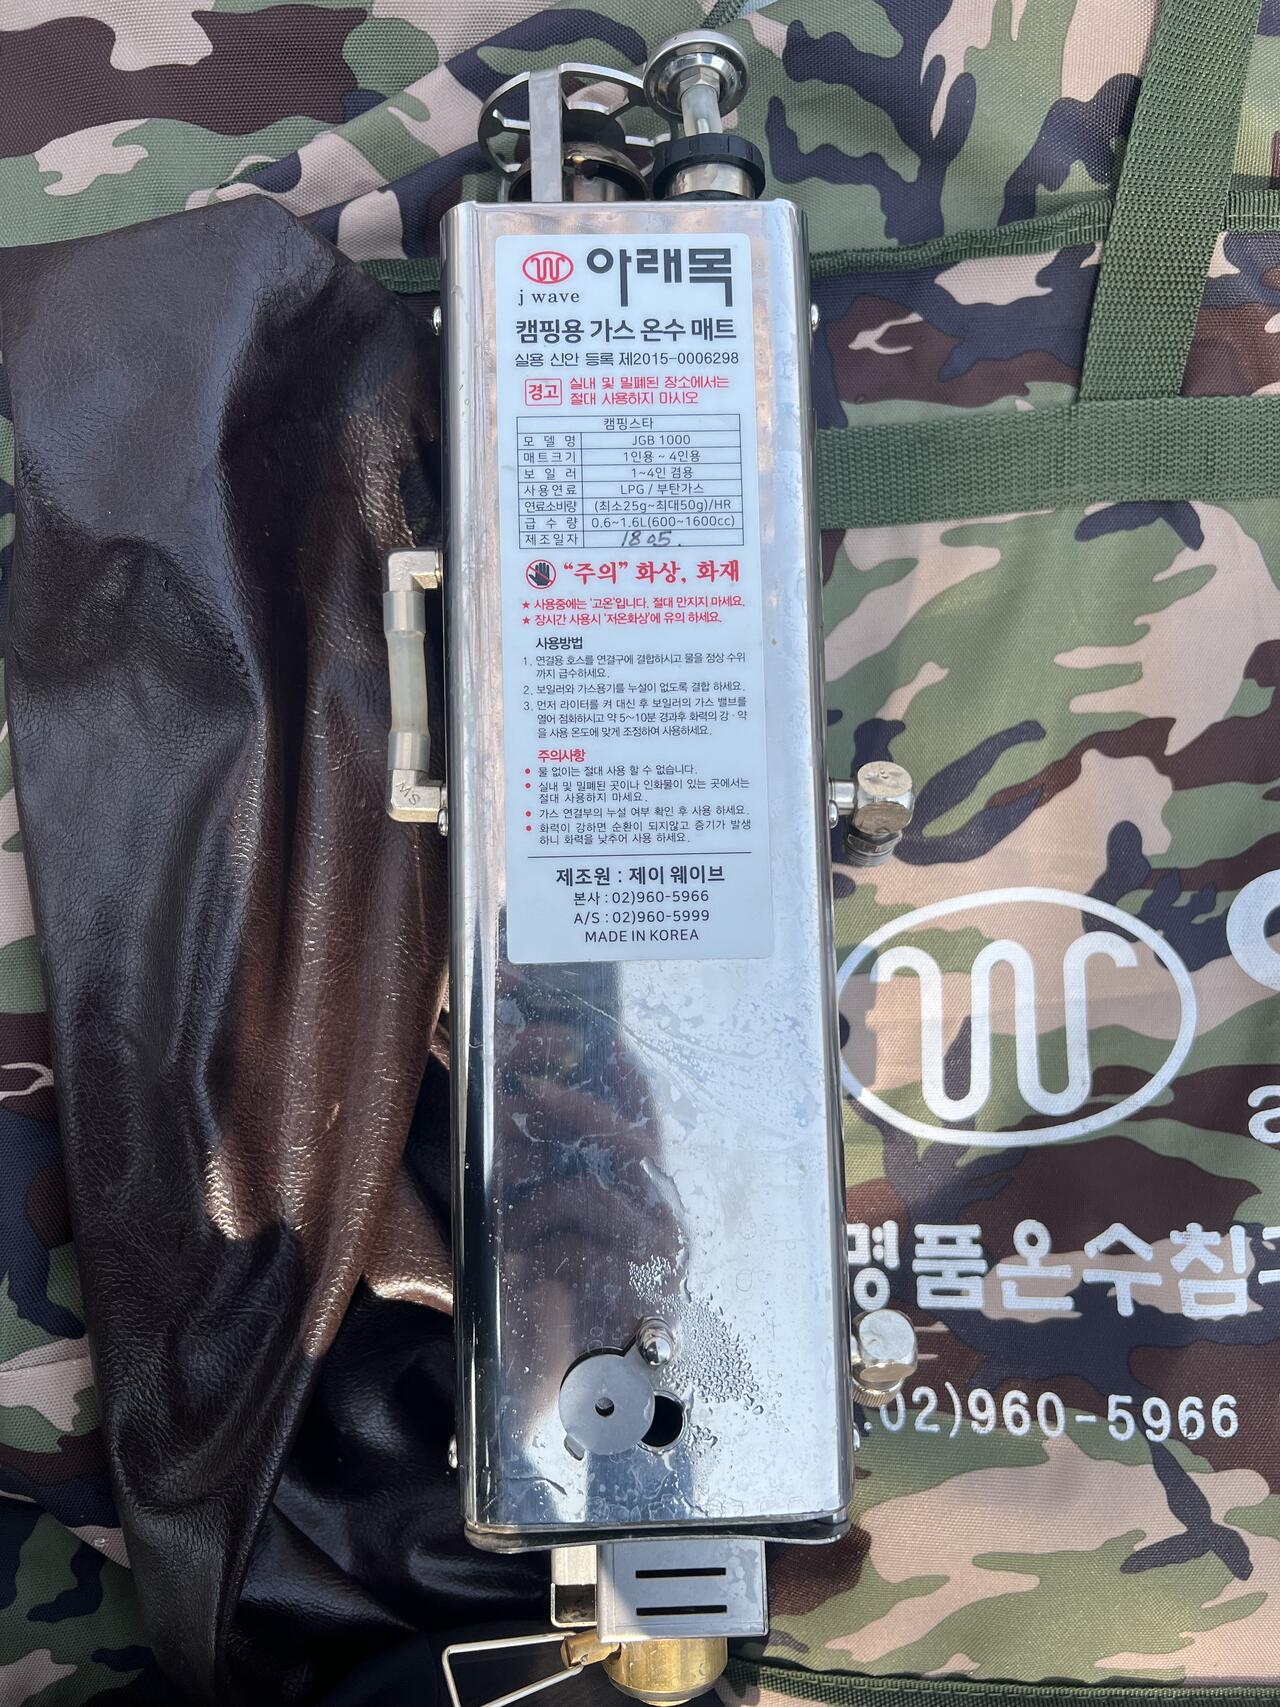 아래목
j wave
캠핑용 가스 온수 매트
실용 신안 등록 제2015-0006298
경고 실내 및 밀폐된 장소에서는
절대 사용하지 마시오
캠핑스타
모 델 명 JGB 1000
매트크기 1인용 ~ 4인용
보 일 러 1~4인 겸용
사용연료 LPG / 부탄가스
연료소비량 (최소25g~최대50g)/HR
급 수 량 0.6~1.6L(600~1600cc)
제조일자 1805.
"주의" 화상, 화재
★ 사용중에는 '고온'입니다. 절대 만지지 마세요.
★ 장시간 사용시 '저온화상'에 유의 하세요.
사용방법
1. 연결용 호스를 연결구에 결합하시고 물을 정상 수위
까지 급수하세요.
2. 보일러와 가스용기를 누설이 없도록 결합 하세요.
3. 먼저 라이터를 켜 대신 후 보일러의 가스 밸브를
열어 점화하시고 약 5~10분 경과후 화력의 강 · 약
을 사용 온도에 맞게 조정하여 사용하세요.
주의사항
• 물 없이는 절대 사용 할 수 없습니다.
• 실내 및 밀폐된 곳이나 인화물이 있는 곳에서는
절대 사용하지 마세요.
• 가스 연결부의 누설 여부 확인 후 사용 하세요.
• 화력이 강하면 순환이 되지않고 증기가 발생
하니 화력을 낮추어 사용 하세요.
제조원 : 제이 웨이브
본사 : 02)960-5966
A/S : 02)960-5999
MADE IN KOREA
MS
a
명품온수침구
.02)960-5966